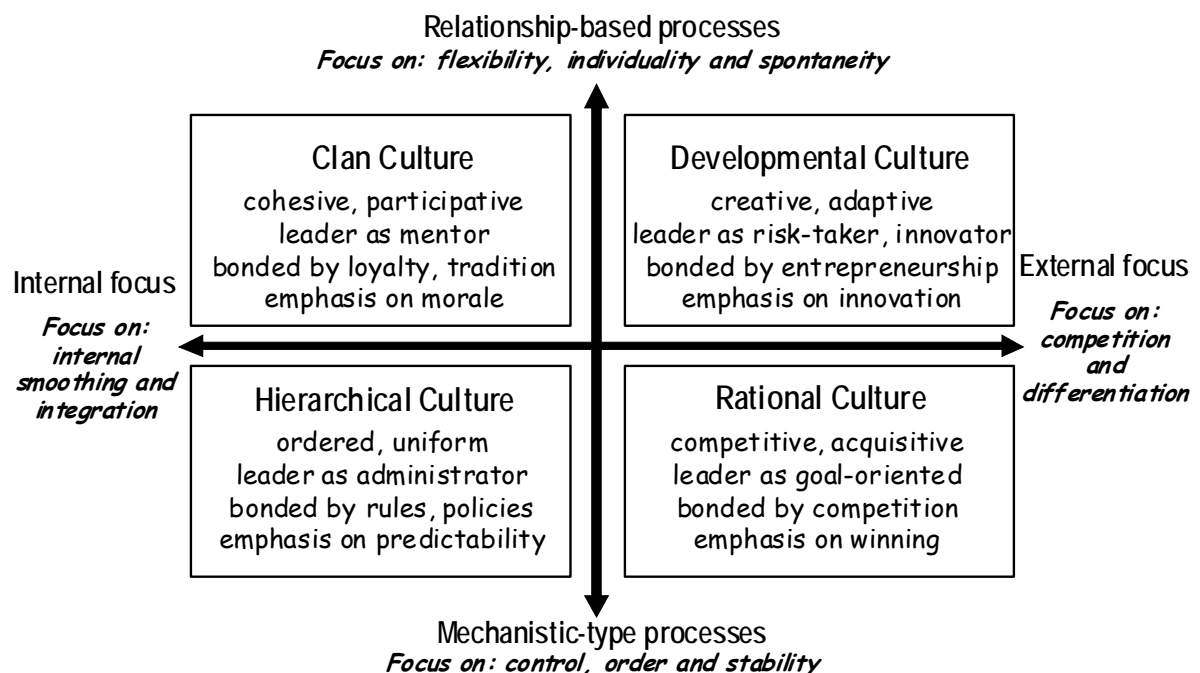 Relationship-based processes
Focus on: flexibility, individuality and spontaneity
Clan Culture
cohesive, participative
leader as mentor
bonded by loyalty, tradition
emphasis on morale
Developmental Culture
creative, adaptive
leader as risk-taker, innovator
bonded by entrepreneurship
emphasis on innovation
Internal focus
Focus on:
internal
smoothing and
integration
External focus
Focus on:
competition
and
differentiation
Hierarchical Culture
ordered, uniform
leader as administrator
bonded by rules, policies
emphasis on predictability
Rational Culture
competitive, acquisitive
leader as goal-oriented
bonded by competition
emphasis on winning
Mechanistic-type processes
Focus on: control, order and stability